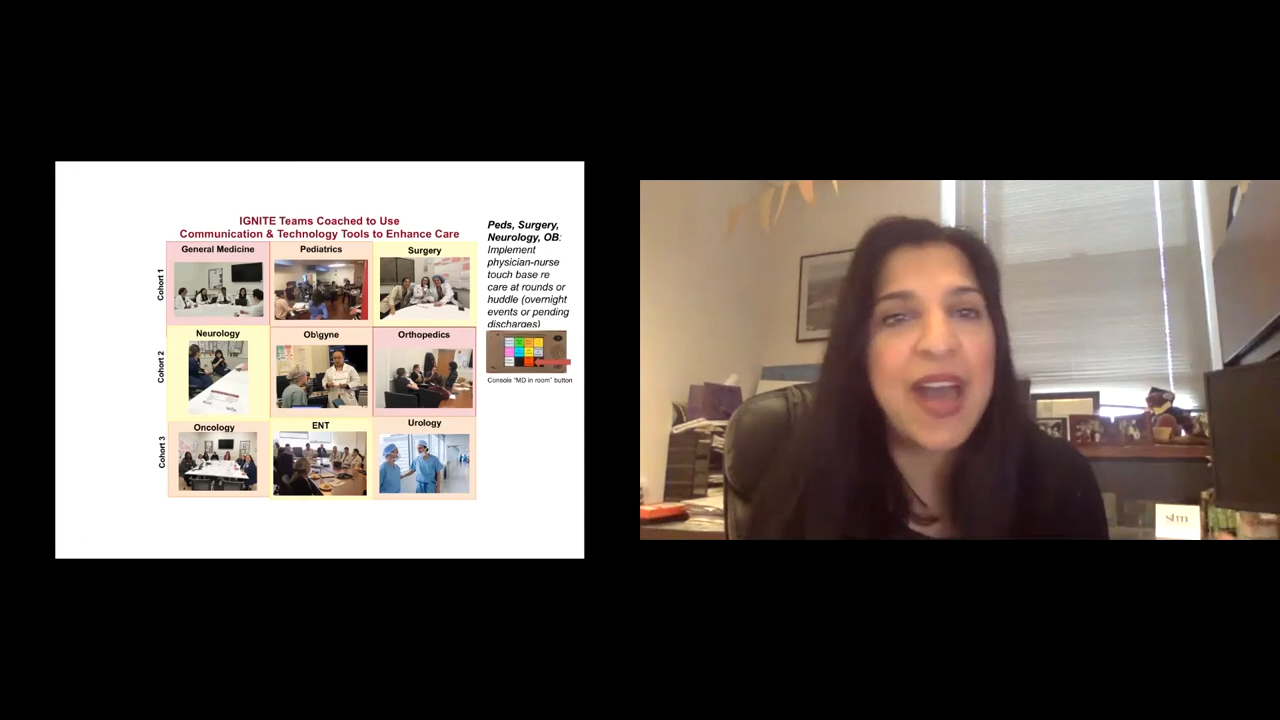 IGNITE Teams Coached to Use
Communication & Technology Tools to Enhance Care
General Medicine
Pediatrics
Surgery
Cohort 1
Neurology
Ob\gyne
Orthopedics
Cohort 2
Oncology
ENT
Urology
Cohort 3
Peds, Surgery,
Neurology, OB:
Implement
physician-nurse
touch base re
care at rounds or
huddle (overnight
events or pending
discharges)
Console "MD in room" button
shm